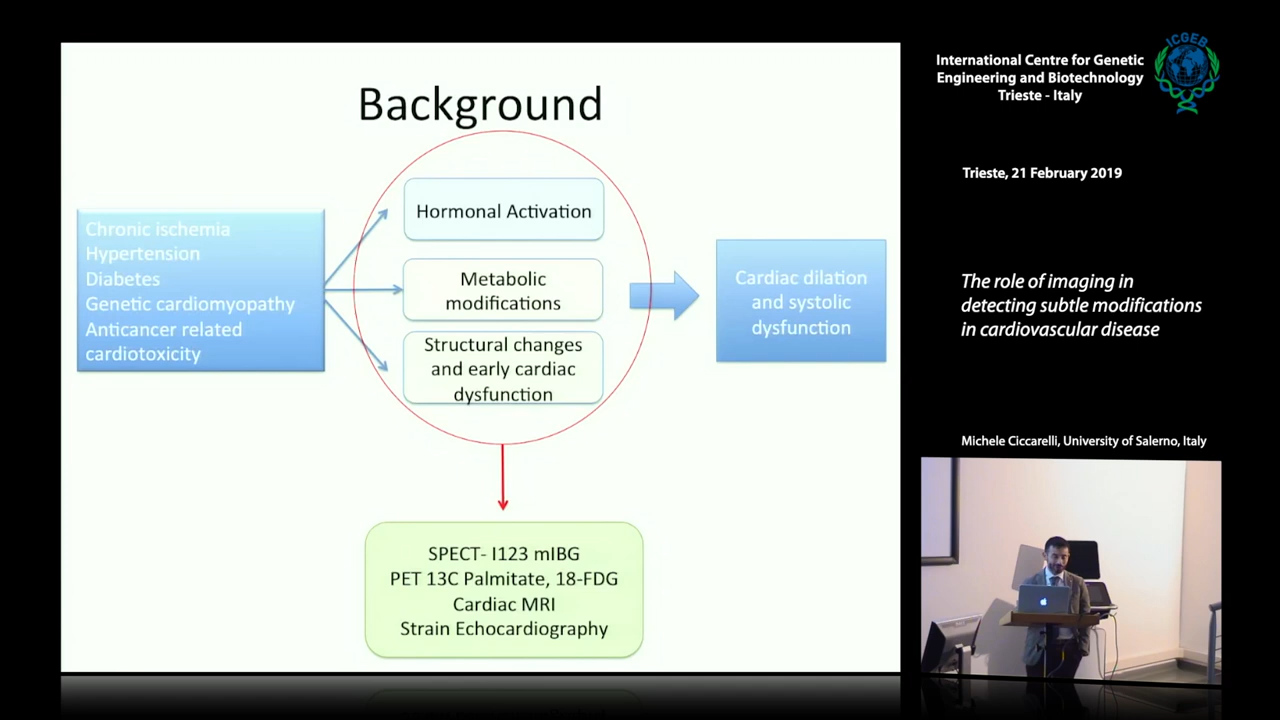 Background
Chronic ischemia
Hypertension
Diabetes
Genetic cardiomyopathy
Anticancer related
cardiotoxicity
Hormonal Activation
Metabolic
modifications
Structural changes
and early cardiac
dysfunction
Cardiac dilation
and systolic
dysfunction
SPECT- I123 mIBG
PET 13C Palmitate, 18-FDG
Cardiac MRI
Strain Echocardiography
International Centre for Genetic
Engineering and Biotechnology
Trieste - Italy
ICGEB
Trieste, 21 February 2019
The role of imaging in
detecting subtle modifications
in cardiovascular disease
Michele Ciccarelli, University of Salerno, Italy